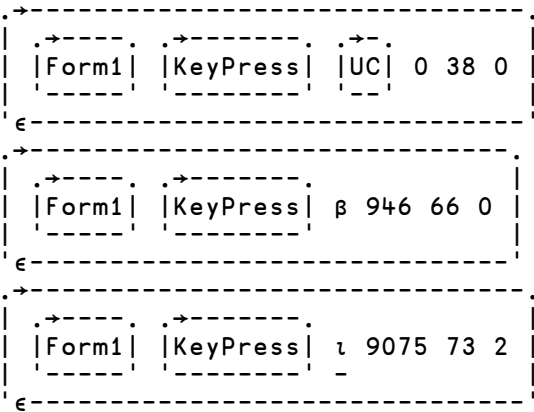 .→--------------------------------.
|  .→----.  .→-------.  .→-.        |
|  |Form1|  |KeyPress|  |UC| 0 38 0 |
|  '-----'  '--------'  '--'        |
'∊--------------------------------'
.→-------------------------------.
|  .→----.  .→-------.             |
|  |Form1|  |KeyPress| β 946 66 0  |
|  '-----'  '--------'             |
'∊-------------------------------'
.→--------------------------------.
|  .→----.  .→-------.              |
|  |Form1|  |KeyPress| ⍳ 9075 73 2  |
|  '-----'  '--------' -            |
'∊--------------------------------'